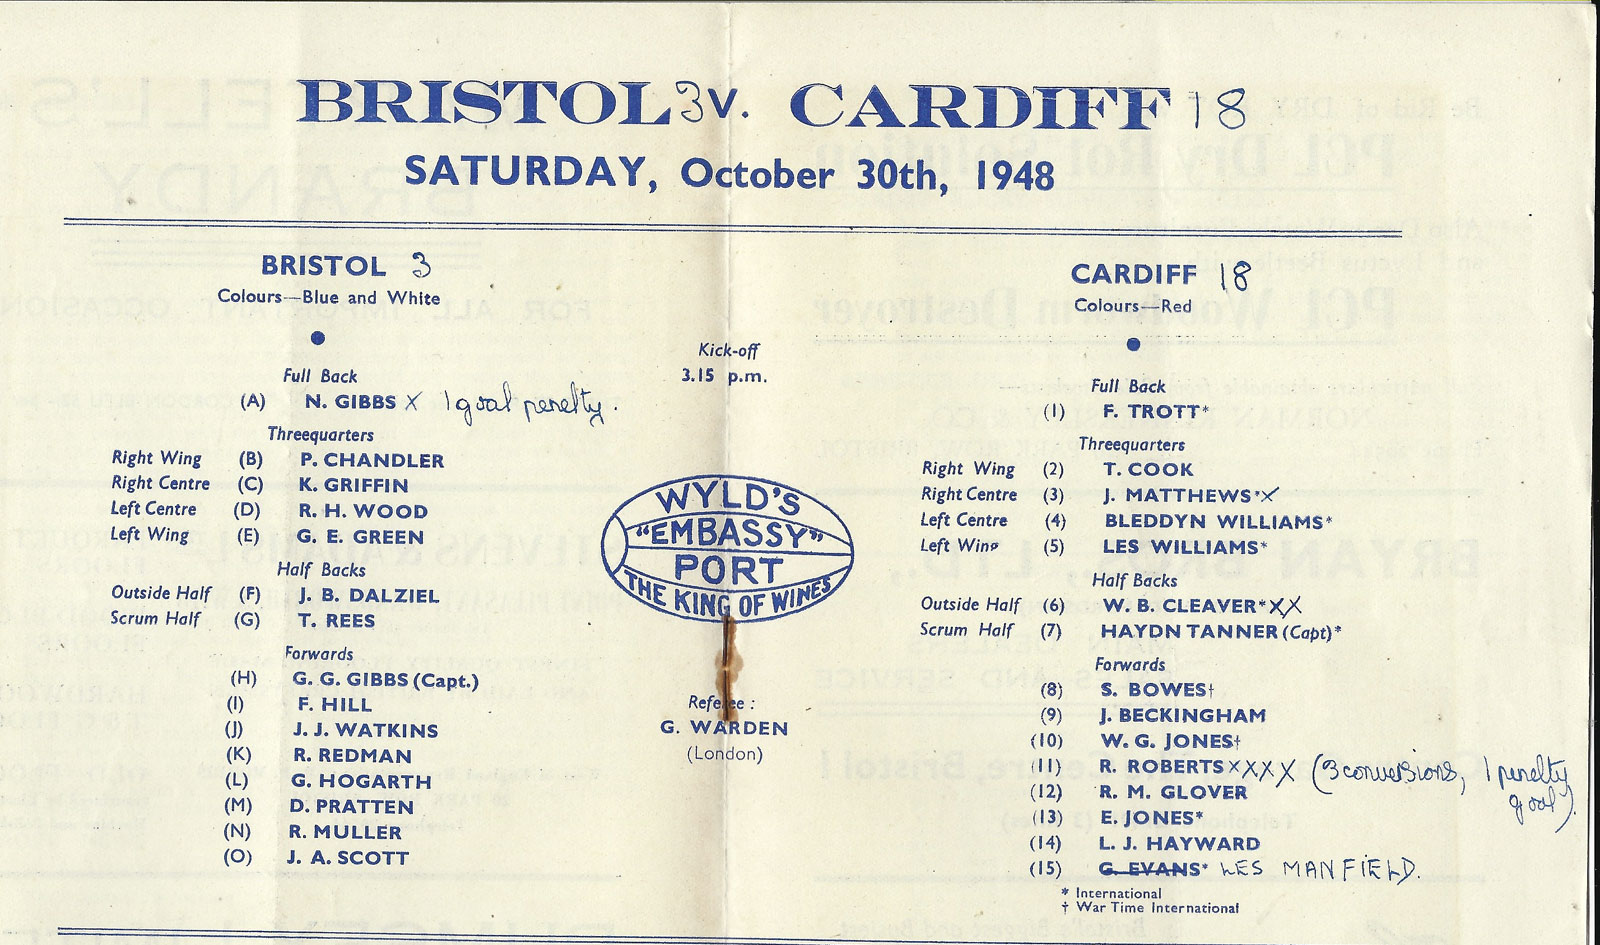 BRISTOL 3 V. CARDIFF 18
SATURDAY, October 30th, 1948
BRISTOL 3
Colours—Blue and White
Full Back
(A) N. GIBBS X 1 goal penalty.
Threequarters
Right Wing (B) P. CHANDLER
Right Centre (C) K. GRIFFIN
Left Centre (D) R. H. WOOD
Left Wing (E) G. E. GREEN
Half Backs
Outside Half (F) J. B. DALZIEL
Scrum Half (G) T. REES
Forwards
(H) G. G. GIBBS (Capt.)
(I) F. HILL
(J) J. J. WATKINS
(K) R. REDMAN
(L) G. HOGARTH
(M) D. PRATTEN
(N) R. MULLER
(O) J. A. SCOTT
Kick-off
3.15 p.m.
WYLD'S
"EMBASSY"
PORT
THE KING OF WINES
Referee :
G. WARDEN
(London)
CARDIFF 18
Colours—Red
Full Back
(1) F. TROTT*
Threequarters
Right Wing (2) T. COOK
Right Centre (3) J. MATTHEWS* X
Left Centre (4) BLEDDYN WILLIAMS*
Left Wing (5) LES WILLIAMS*
Half Backs
Outside Half (6) W. B. CLEAVER* XX
Scrum Half (7) HAYDN TANNER (Capt)*
Forwards
(8) S. BOWES†
(9) J. BECKINGHAM
(10) W. G. JONES†
(11) R. ROBERTS XXXX (3 conversions, 1 penalty
goal).
(12) R. M. GLOVER
(13) E. JONES*
(14) L. J. HAYWARD
(15) G. EVANS* LES MANFIELD.
* International
† War Time International